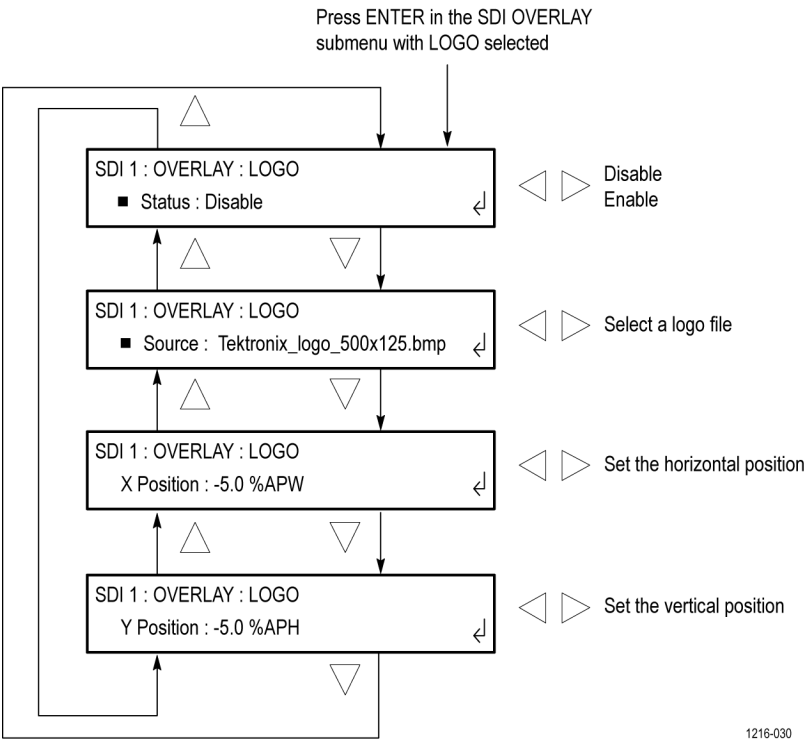 Press ENTER in the SDI OVERLAY
submenu with LOGO selected
SDI 1 : OVERLAY : LOGO
■ Status : Disable
Disable
Enable
SDI 1 : OVERLAY : LOGO
■ Source : Tektronix_logo_500x125.bmp
Select a logo file
SDI 1 : OVERLAY : LOGO
X Position : -5.0 %APW
Set the horizontal position
SDI 1 : OVERLAY : LOGO
Y Position : -5.0 %APH
Set the vertical position
1216-030